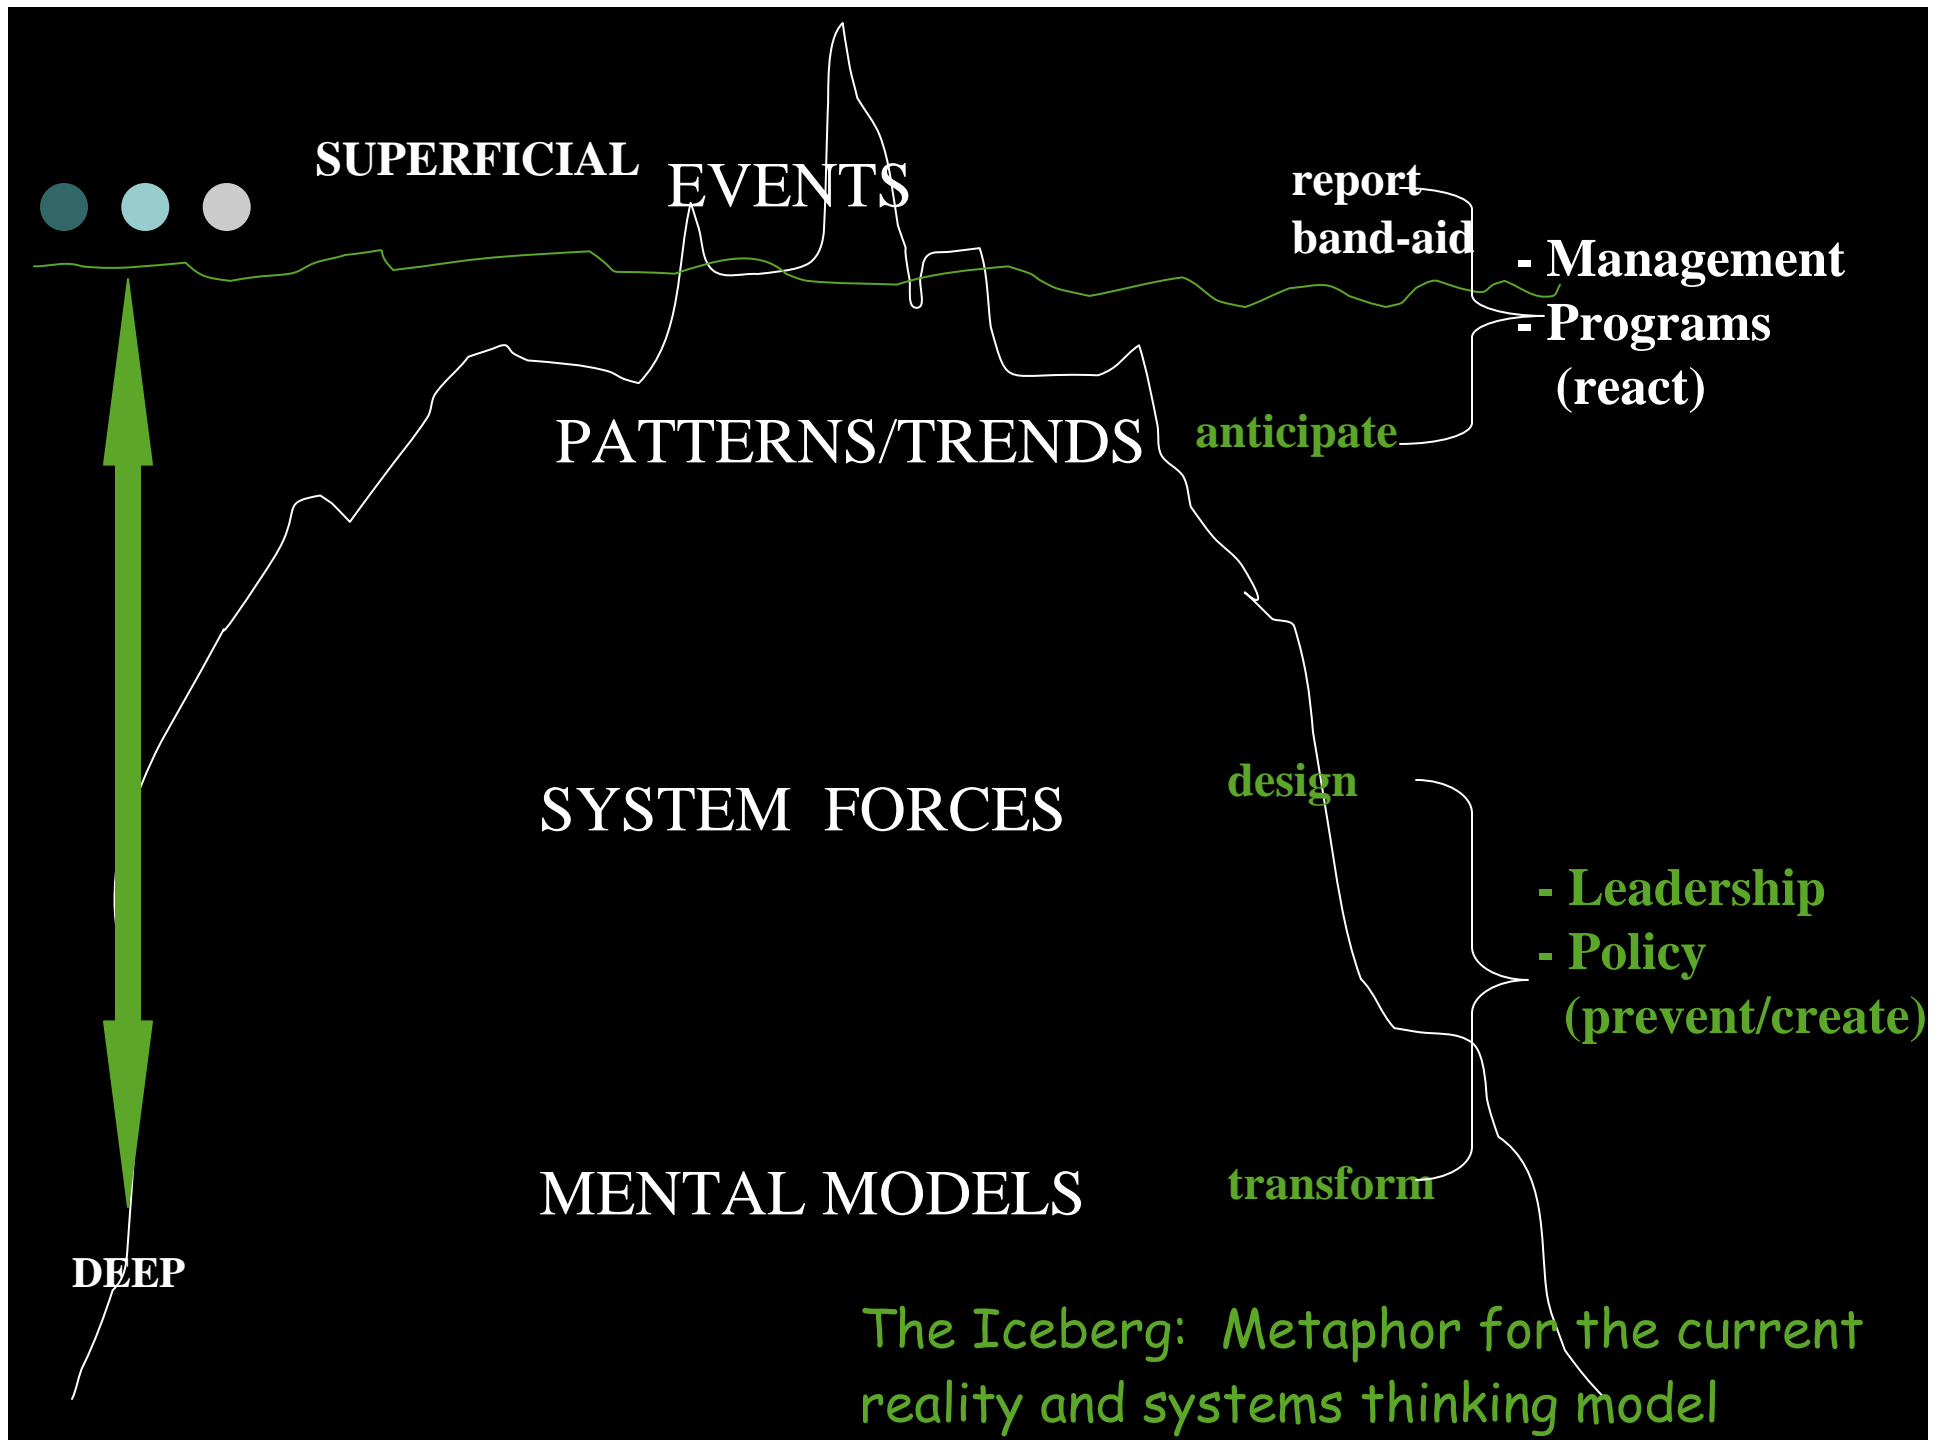 SUPERFICIAL
EVENTS
report
band-aid
- Management
- Programs
(react)
PATTERNS/TRENDS
anticipate
SYSTEM  FORCES
design
- Leadership
- Policy
(prevent/create)
MENTAL MODELS
transform
DEEP
The Iceberg:  Metaphor for the current
reality and systems thinking model